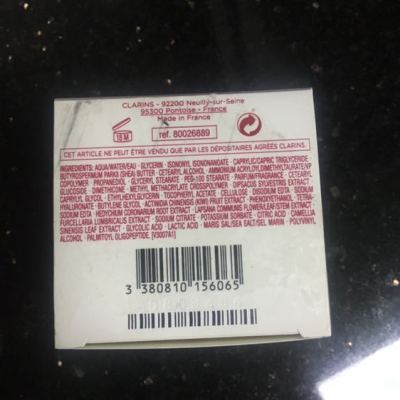 CLARINS - 92200 Neuilly-sur-Seine
95300 Pontoise - France
Made in France
18 M
ref. 80026889
CET ARTICLE NE PEUT ÊTRE VENDU QUE PAR LES DÉPOSITAIRES AGRÉÉS CLARINS.
INGREDIENTS: AQUA/WATER/EAU · GLYCERIN · ISONONYL ISONONANOATE · CAPRYLIC/CAPRIC TRIGLYCERIDE ·
BUTYROSPERMUM PARKII (SHEA) BUTTER · CETEARYL ALCOHOL · AMMONIUM ACRYLOYLDIMETHYLTAURATE/VP
COPOLYMER · PROPANEDIOL · GLYCERYL STEARATE · PEG-100 STEARATE · PARFUM/FRAGRANCE · CETEARYL
GLUCOSIDE · DIMETHICONE · METHYL METHACRYLATE CROSSPOLYMER · DIPSACUS SYLVESTRIS EXTRACT ·
CAPRYLYL GLYCOL · ETHYLHEXYLGLYCERIN · TOCOPHERYL ACETATE · CELLULOSE · DISODIUM EDTA · SODIUM
HYALURONATE · BUTYLENE GLYCOL · ACTINIDIA CHINENSIS (KIWI) FRUIT EXTRACT · PHENOXYETHANOL ·
SODIUM EDTA · HEDYCHIUM CORONARIUM ROOT EXTRACT · LAPSANA COMMUNIS FLOWER/LEAF/STEM EXTRACT ·
FURCELLARIA LUMBRICALIS EXTRACT · SODIUM CITRATE · POTASSIUM SORBATE · CITRIC ACID · CAMELLIA
SINENSIS LEAF EXTRACT · GLYCOLIC ACID · LACTIC ACID · MARIS SAL/SEA SALT/SEL MARIN · POLYVINYL
ALCOHOL · PALMITOYL OLIGOPEPTIDE. [V3007A1]
3 380810 156065